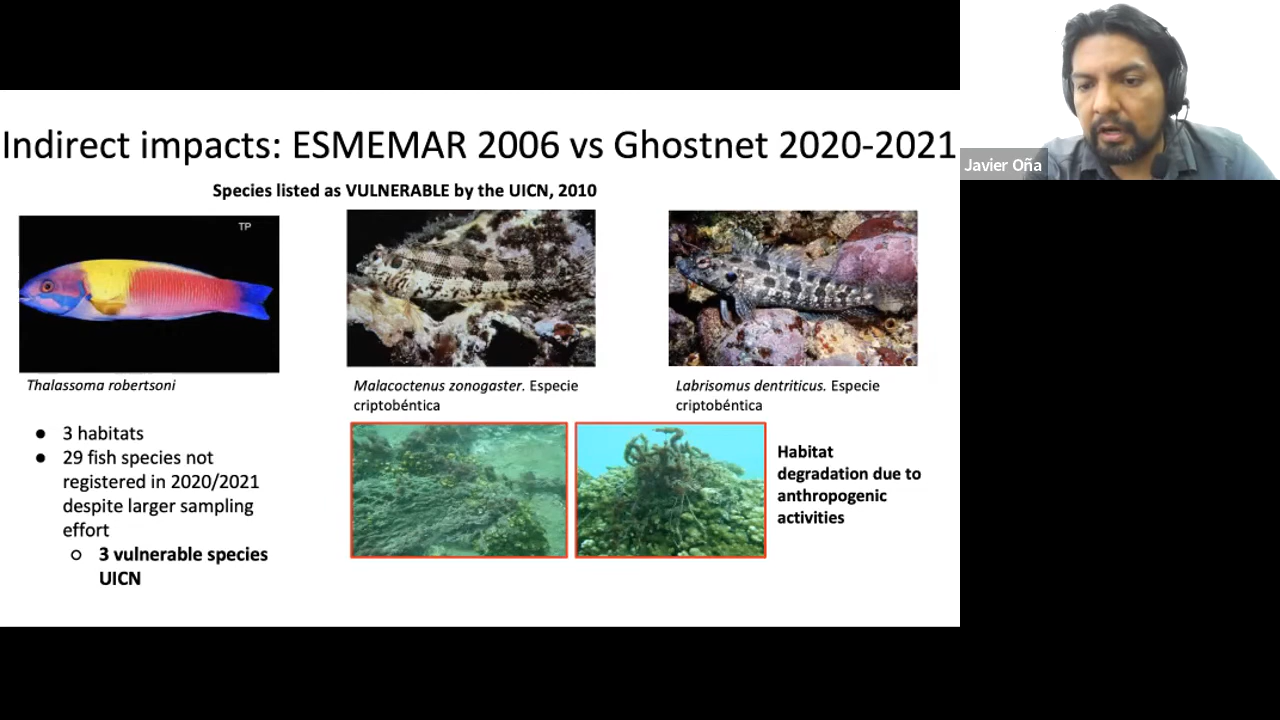 Indirect impacts: ESMEMAR 2006 vs Ghostnet 2020-2021
Javier Oña
Species listed as VULNERABLE by the UICN, 2010
TP
Thalassoma robertsoni
Malacoctenus zonogaster. Especie
criptobéntica
Labrisomus dentriticus. Especie
criptobéntica
● 3 habitats
● 29 fish species not
registered in 2020/2021
despite larger sampling
effort
○ 3 vulnerable species
UICN
Habitat
degradation due to
anthropogenic
activities